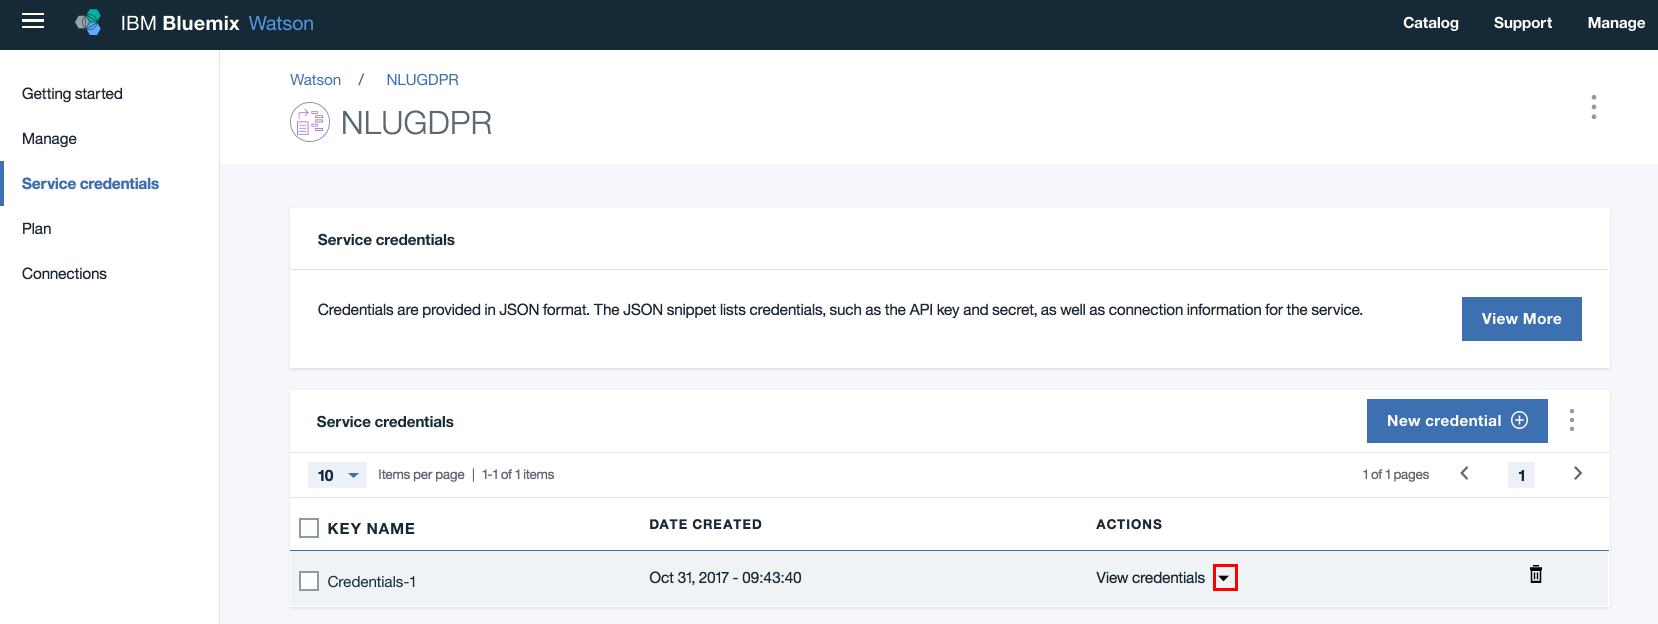 IBM Bluemix Watson
Catalog Support Manage
Getting started
Manage
Service credentials
Plan
Connections
Watson / NLUGDPR
NLUGDPR
Service credentials
Credentials are provided in JSON format. The JSON snippet lists credentials, such as the API key and secret, as well as connection information for the service.
View More
Service credentials
New credential
10 Items per page | 1-1 of 1 items
1 of 1 pages 1
KEY NAME DATE CREATED ACTIONS
Credentials-1 Oct 31, 2017 - 09:43:40 View credentials